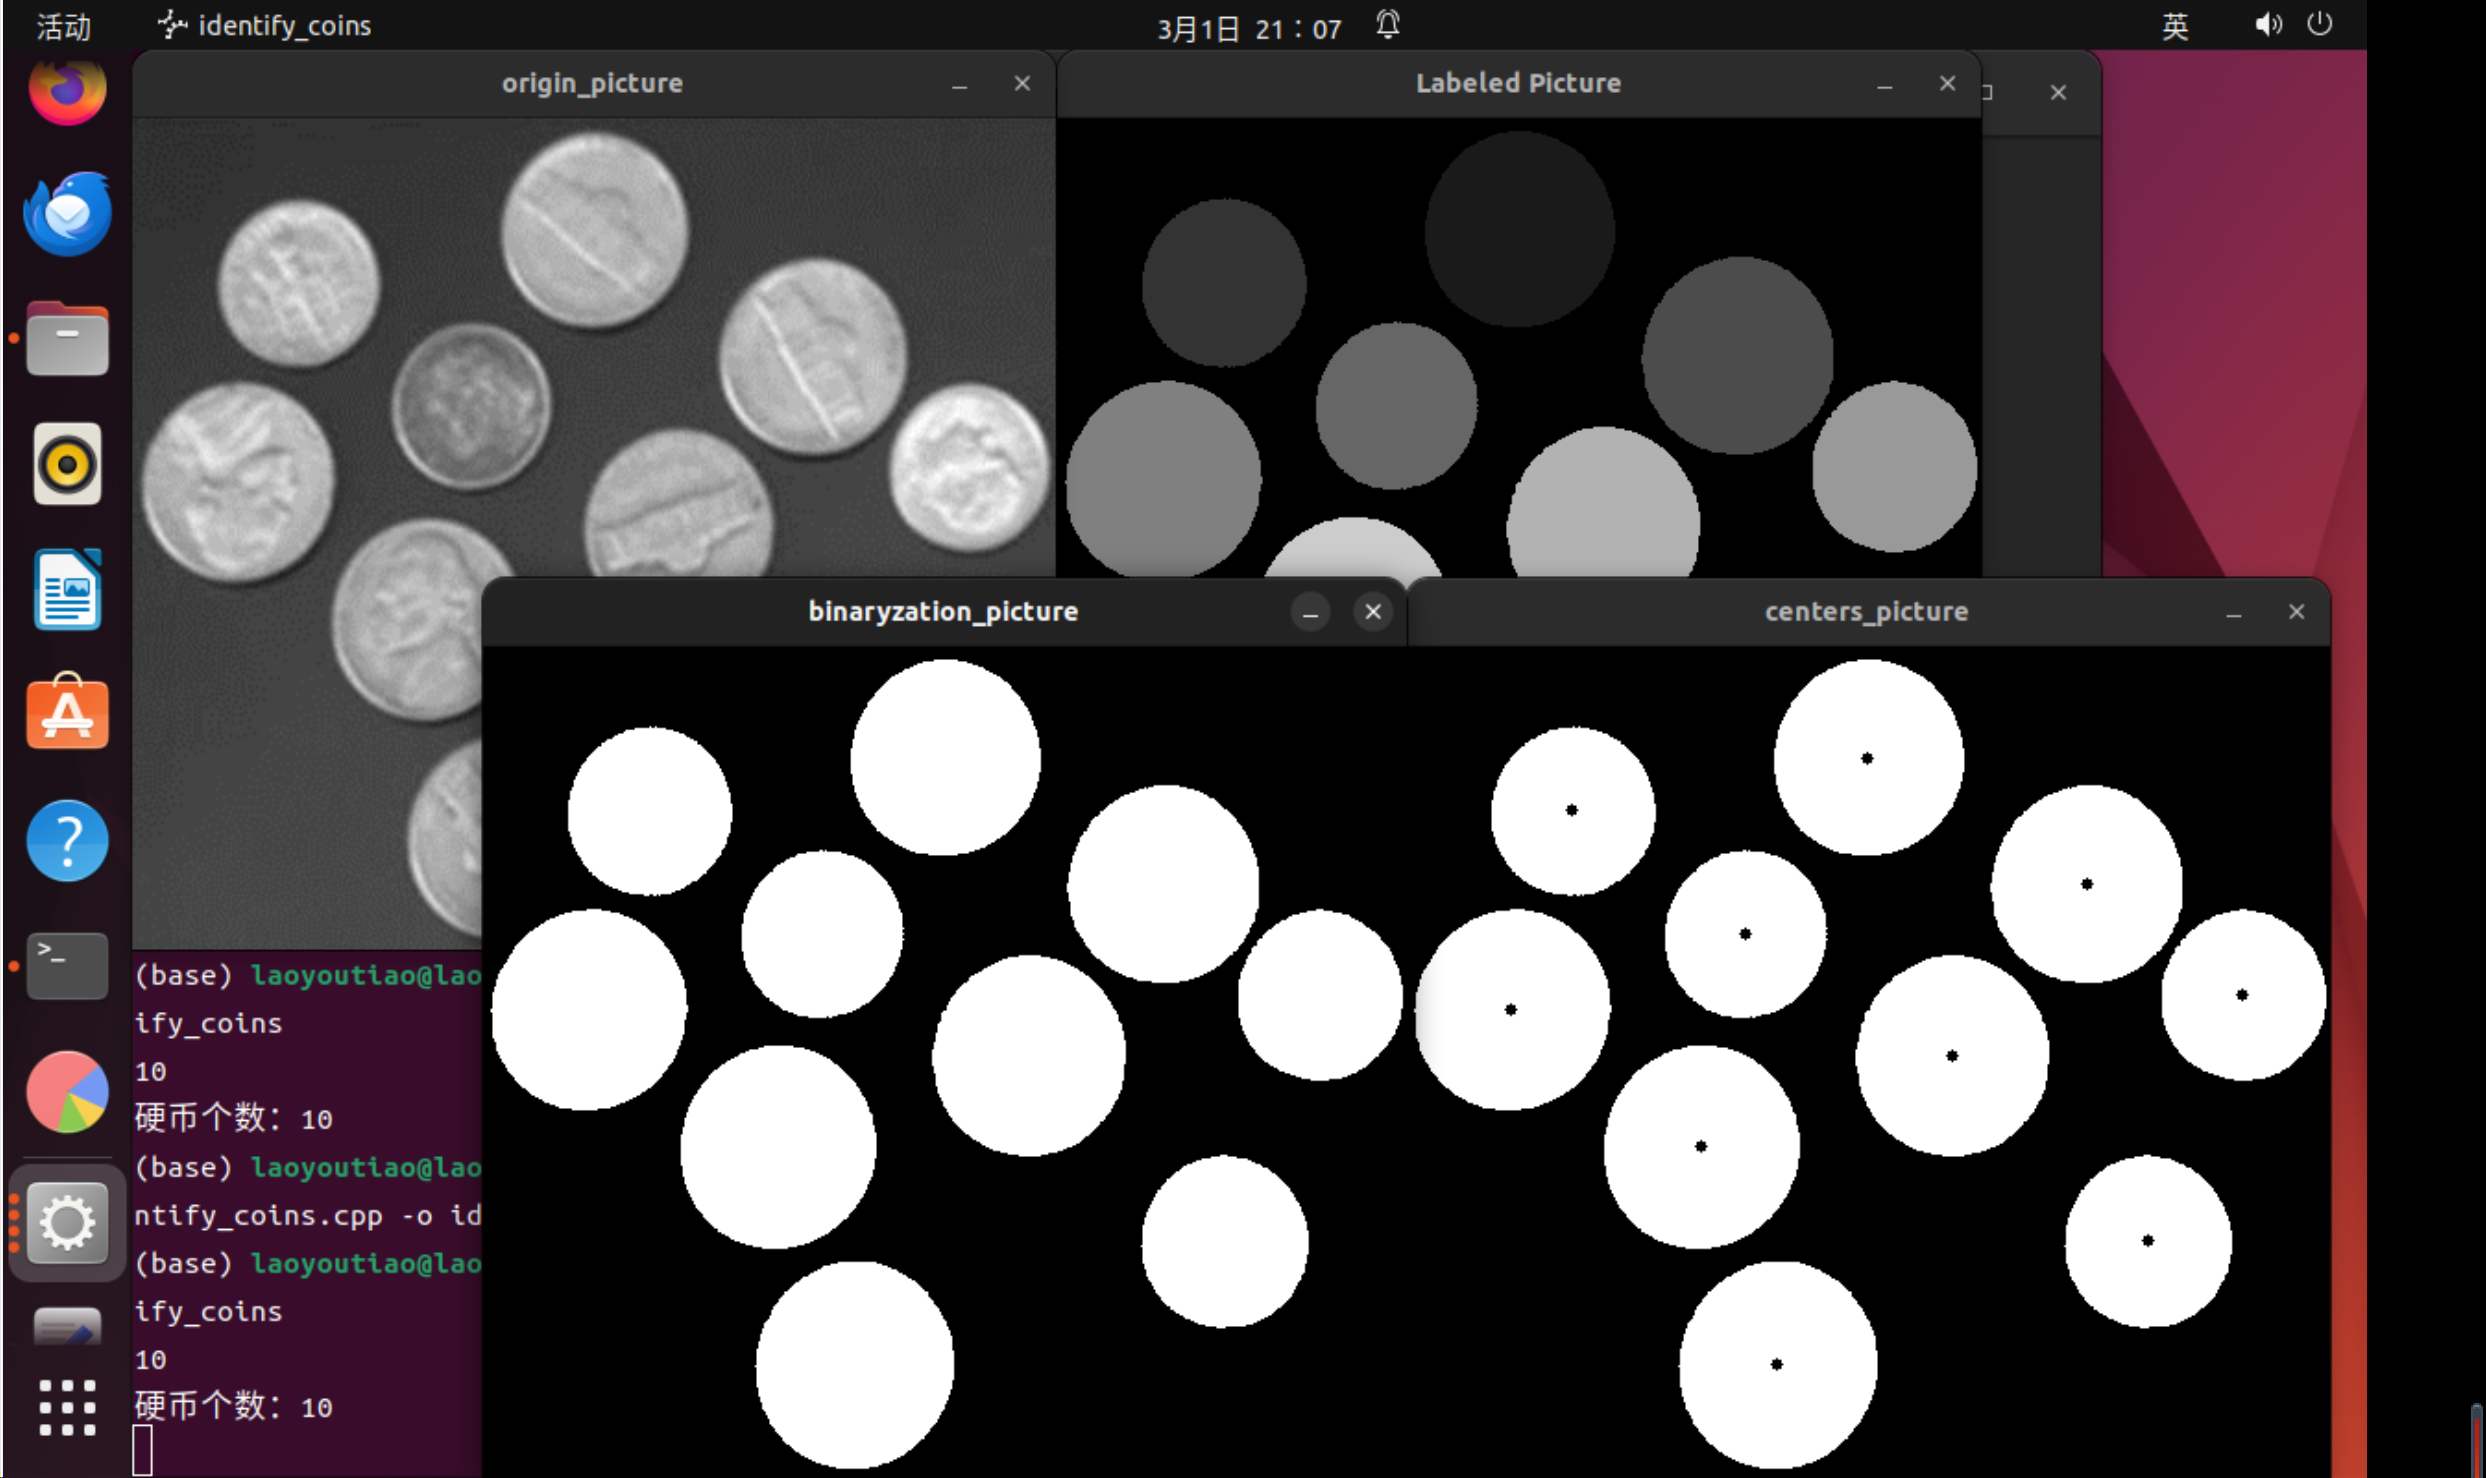 活动
identify_coins
3月1日 21：07
英
origin_picture
Labeled Picture
binaryzation_picture
centers_picture
(base) laoyoutiao@lao
ify_coins
10
硬币个数：10
(base) laoyoutiao@lao
ntify_coins.cpp -o id
(base) laoyoutiao@lao
ify_coins
10
硬币个数：10